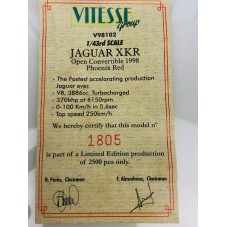 VITESSE
group
V98102
1/43rd SCALE
JAGUAR XKR
Open Convertible 1998
Phoenix Red
- The Fastest accelerating production
Jaguar ever.
- V8, 3886cc. Turbocharged
- 370bhp at 6150rpm
- 0-100 Km/h in 5,6sec
- Top speed 250km/h
We hereby certify that this model nº
1805
is part of a Limited Edition production
of 2500 pcs only.
Chairman F. Chairman